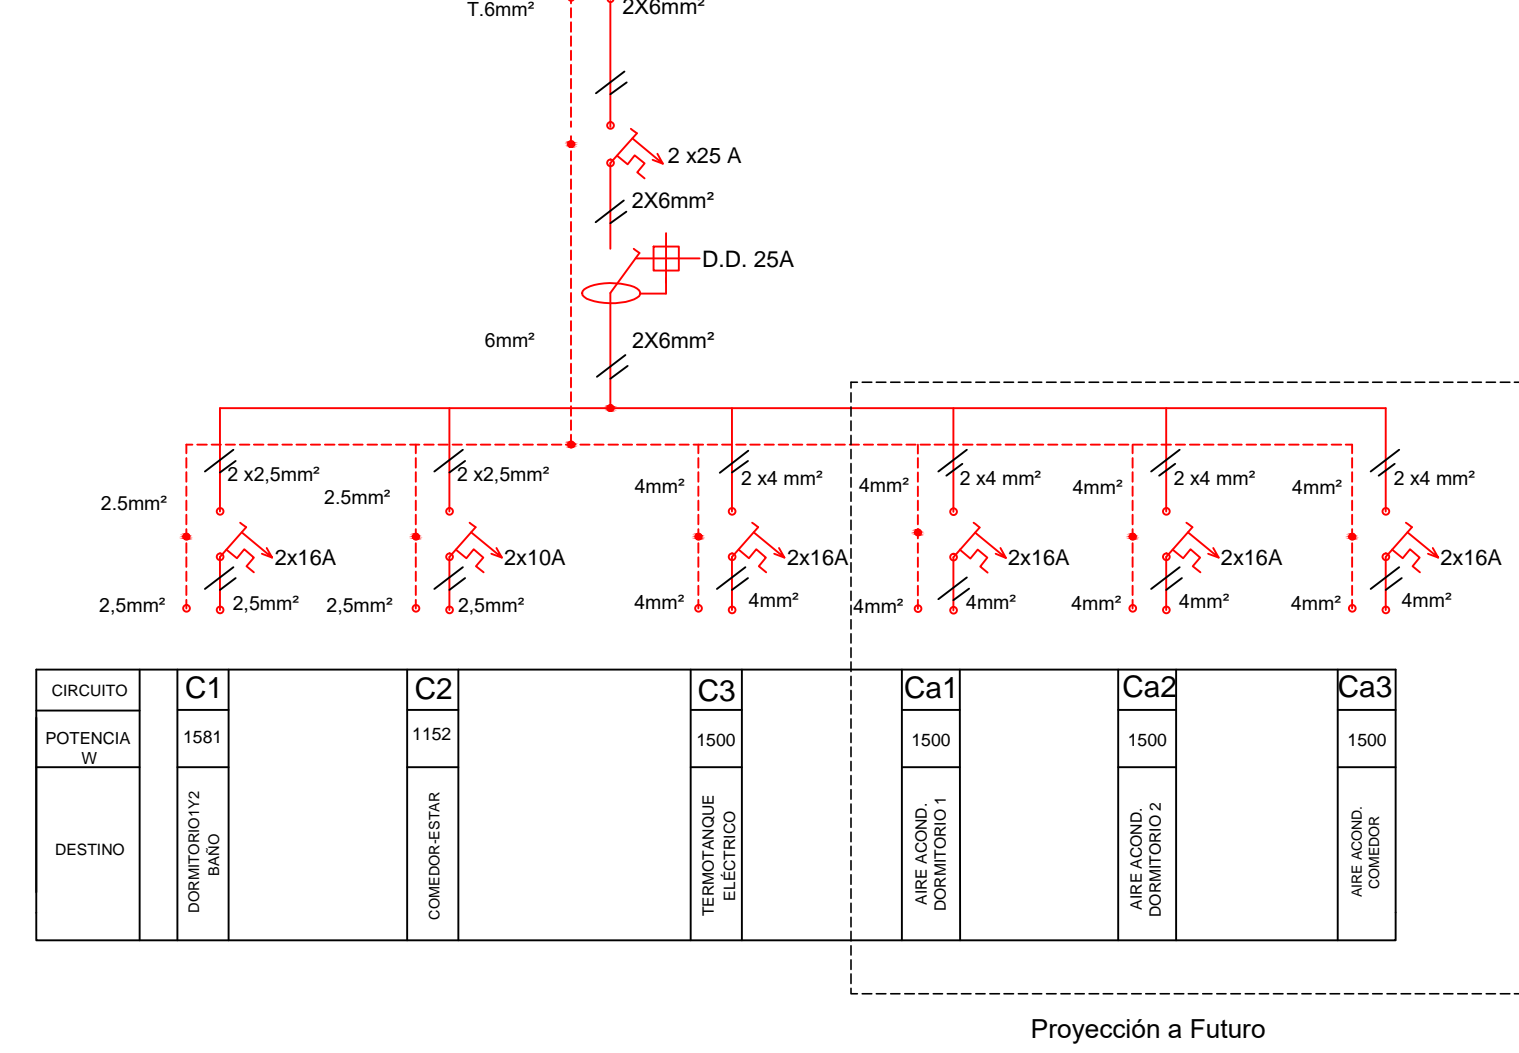 T.6mm²
2X6mm²
2 x25 A
2X6mm²
D.D. 25A
6mm²
2X6mm²
2 x2,5mm²
2 x2,5mm²
2 x4 mm²
2 x4 mm²
2 x4 mm²
2 x4 mm²
2.5mm²
2.5mm²
4mm²
4mm²
4mm²
4mm²
2x16A
2x10A
2x16A
2x16A
2x16A
2x16A
2,5mm²
2,5mm²
2,5mm²
2,5mm²
4mm²
4mm²
4mm²
4mm²
4mm²
4mm²
4mm²
4mm²
CIRCUITO
C1
C2
C3
Ca1
Ca2
Ca3
POTENCIA
W
1581
1152
1500
1500
1500
1500
DESTINO
DORMITORIO1Y2
BAÑO
COMEDOR-ESTAR
TERMOTANQUE
ELÉCTRICO
AIRE ACOND.
DORMITORIO 1
AIRE ACOND.
DORMITORIO 2
AIRE ACOND.
COMEDOR
Proyección a Futuro